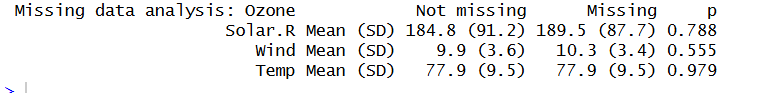 Missing data analysis: Ozone Not missing Missing p
Solar.R Mean (SD) 184.8 (91.2) 189.5 (87.7) 0.788
Wind Mean (SD) 9.9 (3.6) 10.3 (3.4) 0.555
Temp Mean (SD) 77.9 (9.5) 77.9 (9.5) 0.979
>